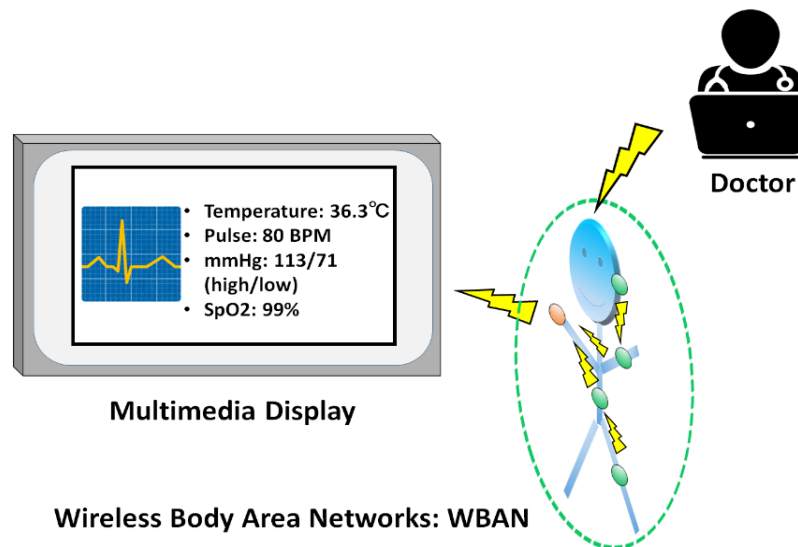 Doctor
• Temperature: 36.3℃
• Pulse: 80 BPM
• mmHg: 113/71
(high/low)
• SpO2: 99%
Multimedia Display
Wireless Body Area Networks: WBAN